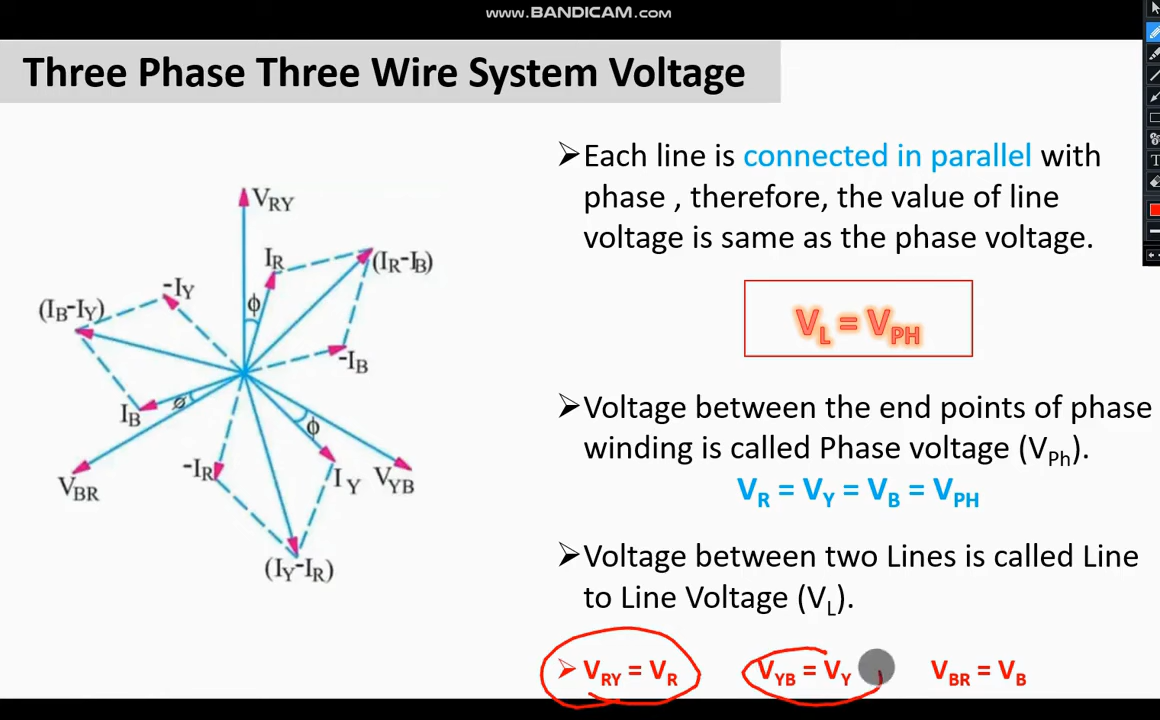 www.BANDICAM.com
Three Phase Three Wire System Voltage
V_RY
I_R
(I_R-I_B)
-I_Y
(I_B-I_Y)
ϕ
-I_B
I_B
ø
ϕ
-I_R
I_Y
V_YB
V_BR
(I_Y-I_R)
➢Each line is connected in parallel with
phase , therefore, the value of line
voltage is same as the phase voltage.
V_L = V_PH
➢Voltage between the end points of phase
winding is called Phase voltage (V_Ph).
V_R = V_Y = V_B = V_PH
➢Voltage between two Lines is called Line
to Line Voltage (V_L).
➢ V_RY = V_R V_YB = V_Y V_BR = V_B